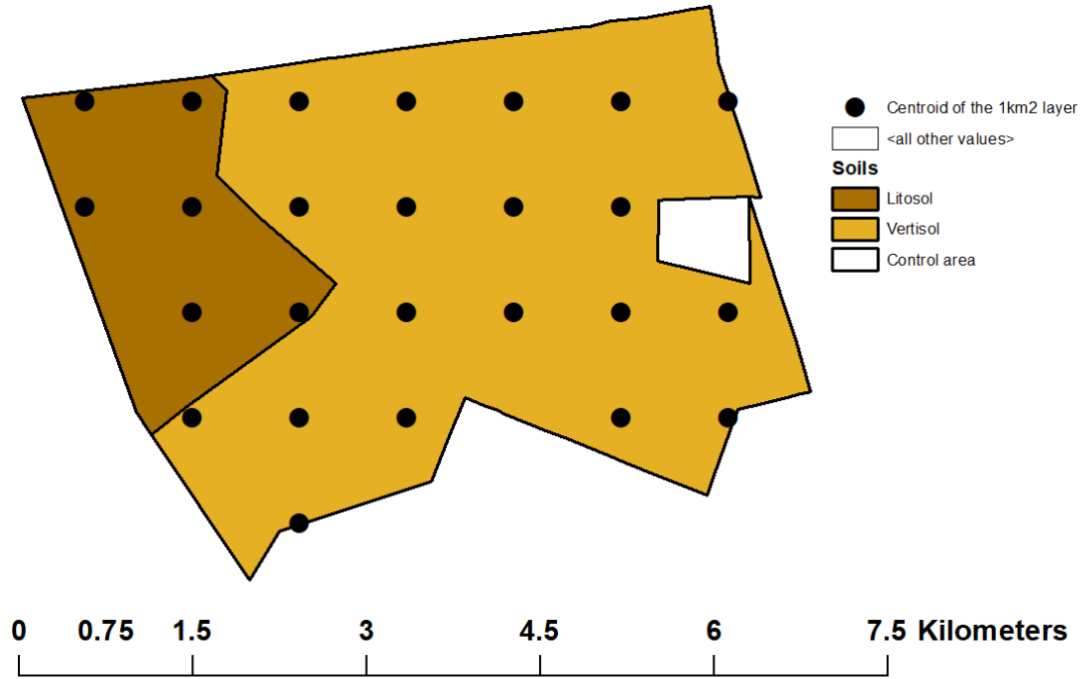 Centroid of the 1km2 layer
<all other values>
Soils
Litosol
Vertisol
Control area
0 0.75 1.5 3 4.5 6 7.5 Kilometers